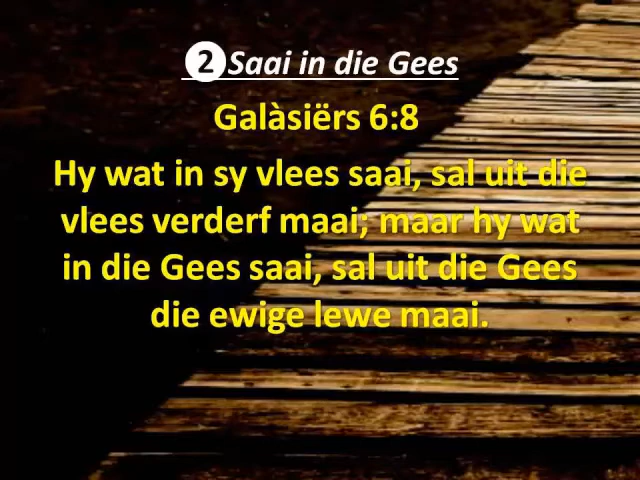 ❷ Saai in die Gees
Galàsiërs 6:8
Hy wat in sy vlees saai, sal uit die
vlees verderf maai; maar hy wat
in die Gees saai, sal uit die Gees
die ewige lewe maai.